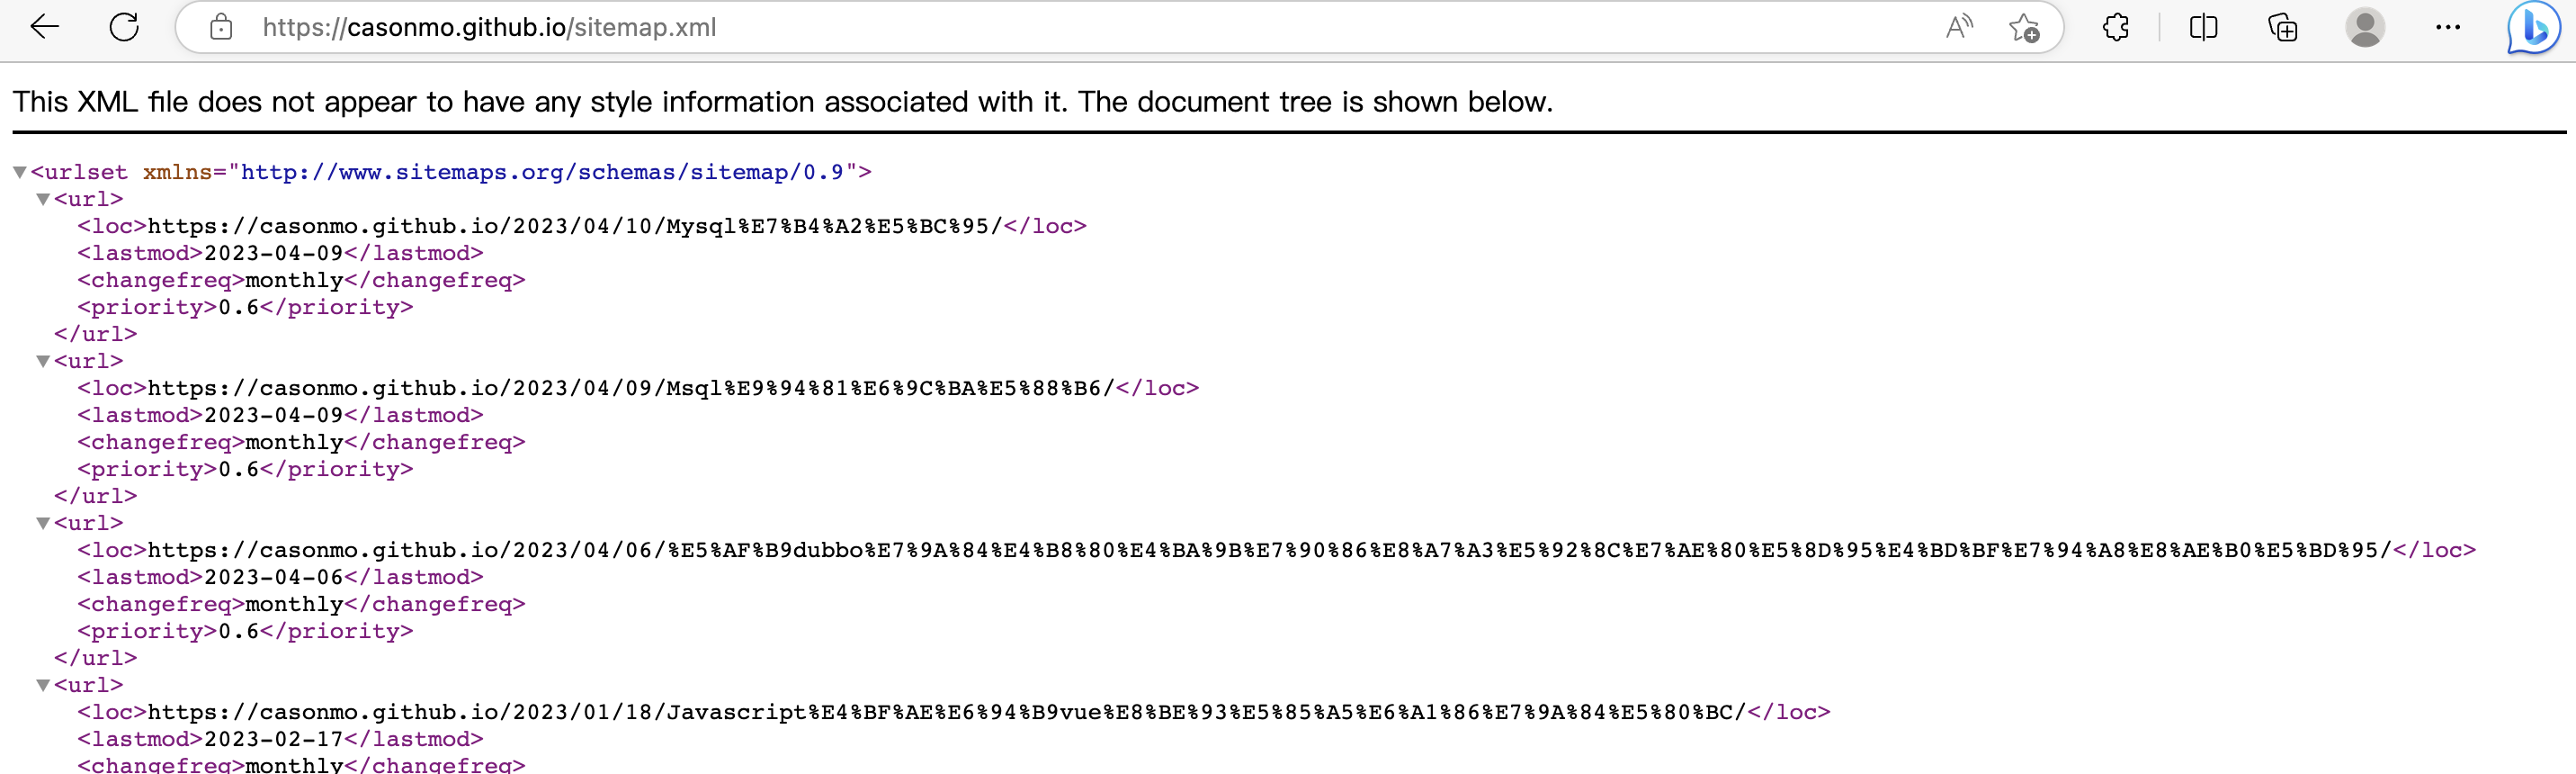 https://casonmo.github.io/sitemap.xml
This XML file does not appear to have any style information associated with it. The document tree is shown below.
<urlset xmlns="http://www.sitemaps.org/schemas/sitemap/0.9">
<url>
<loc>https://casonmo.github.io/2023/04/10/Mysql%E7%B4%A2%E5%BC%95/</loc>
<lastmod>2023-04-09</lastmod>
<changefreq>monthly</changefreq>
<priority>0.6</priority>
</url>
<url>
<loc>https://casonmo.github.io/2023/04/09/Msql%E9%94%81%E6%9C%BA%E5%88%B6/</loc>
<lastmod>2023-04-09</lastmod>
<changefreq>monthly</changefreq>
<priority>0.6</priority>
</url>
<url>
<loc>https://casonmo.github.io/2023/04/06/%E5%AF%B9dubbo%E7%9A%84%E4%B8%80%E4%BA%9B%E7%90%86%E8%A7%A3%E5%92%8C%E7%AE%80%E5%8D%95%E4%BD%BF%E7%94%A8%E8%AE%B0%E5%BD%95/</loc>
<lastmod>2023-04-06</lastmod>
<changefreq>monthly</changefreq>
<priority>0.6</priority>
</url>
<url>
<loc>https://casonmo.github.io/2023/01/18/Javascript%E4%BF%AE%E6%94%B9vue%E8%BE%93%E5%85%A5%E6%A1%86%E7%9A%84%E5%80%BC/</loc>
<lastmod>2023-02-17</lastmod>
<changefreq>monthly</changefreq>